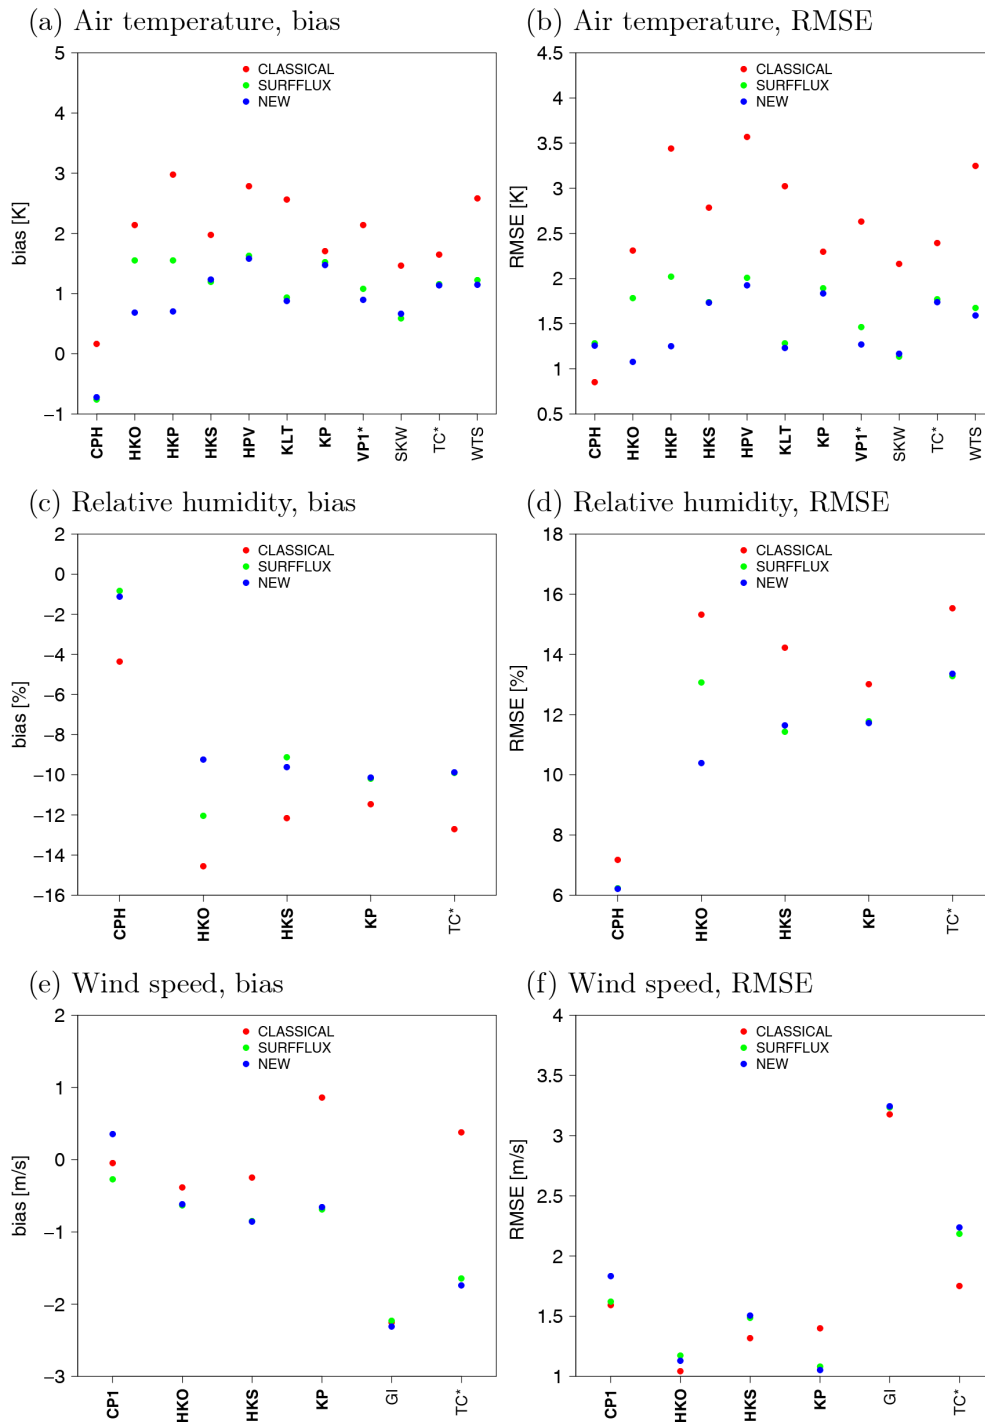 (a) Air temperature, bias
5
4
3
2
1
0
−1
bias [K]
CLASSICAL
SURFFLUX
NEW
CPH HKO HKP HKS HPV KLT KP VP1* SKW TC* WTS
(b) Air temperature, RMSE
4.5
4
3.5
3
2.5
2
1.5
1
0.5
RMSE [K]
CLASSICAL
SURFFLUX
NEW
CPH HKO HKP HKS HPV KLT KP VP1* SKW TC* WTS
(c) Relative humidity, bias
2
0
−2
−4
−6
−8
−10
−12
−14
−16
bias [%]
CLASSICAL
SURFFLUX
NEW
CPH HKO HKS KP TC*
(d) Relative humidity, RMSE
18
16
14
12
10
8
6
RMSE [%]
CLASSICAL
SURFFLUX
NEW
CPH HKO HKS KP TC*
(e) Wind speed, bias
2
1
0
−1
−2
−3
bias [m/s]
CLASSICAL
SURFFLUX
NEW
CP1 HKO HKS KP GI TC*
(f) Wind speed, RMSE
4
3.5
3
2.5
2
1.5
1
RMSE [m/s]
CLASSICAL
SURFFLUX
NEW
CP1 HKO HKS KP GI TC*